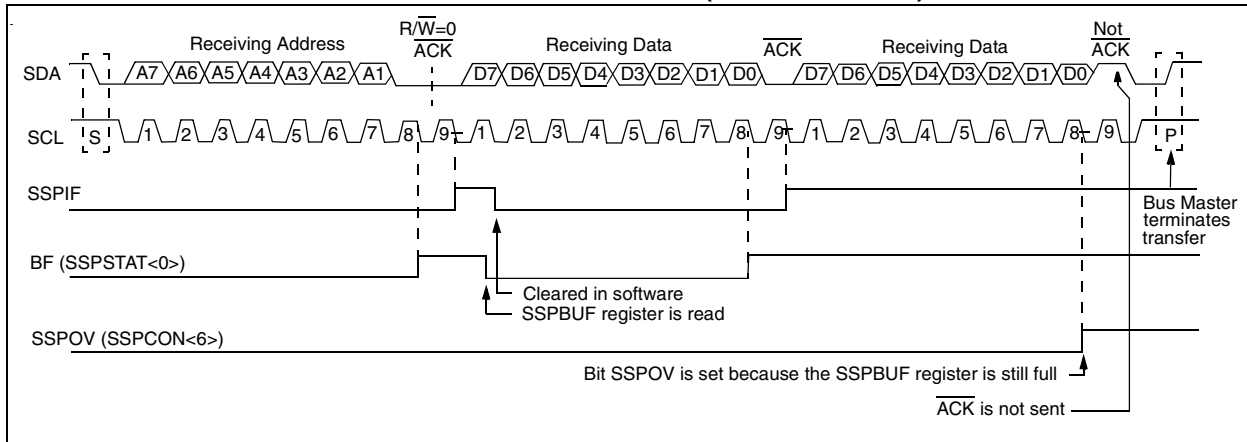 R/W̅=0
Not
Receiving Address
A̅C̅K̅
Receiving Data
A̅C̅K̅
Receiving Data
A̅C̅K̅
SDA
A7 A6 A5 A4 A3 A2 A1
D7 D6 D5 D4 D3 D2 D1 D0
D7 D6 D5 D4 D3 D2 D1 D0
SCL
S
1 2 3 4 5 6 7 8 9
1 2 3 4 5 6 7 8 9
1 2 3 4 5 6 7 8 9
P
SSPIF
Bus Master
terminates
transfer
BF (SSPSTAT<0>)
Cleared in software
SSPBUF register is read
SSPOV (SSPCON<6>)
Bit SSPOV is set because the SSPBUF register is still full
A̅C̅K̅ is not sent